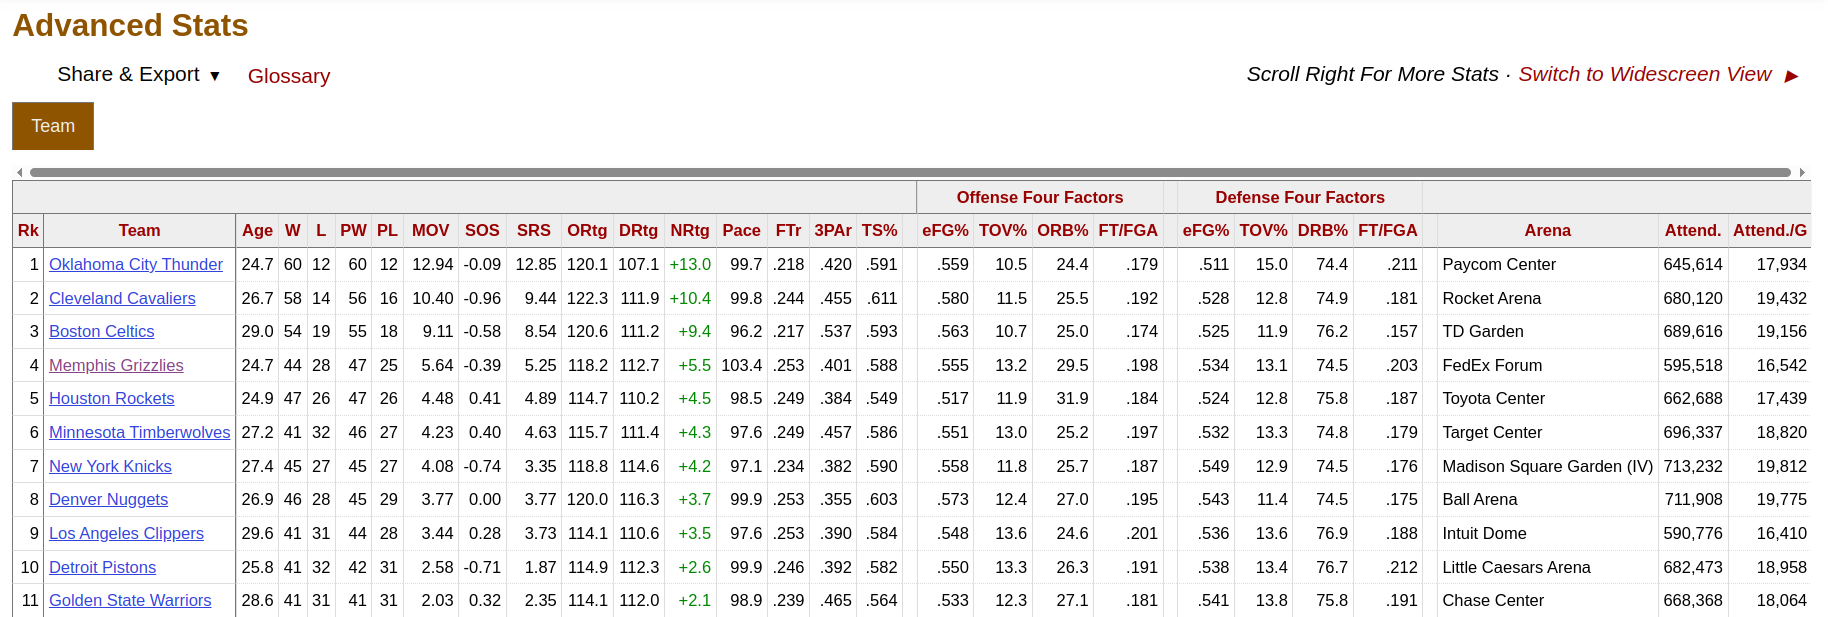 Advanced Stats
Share & Export ▼ Glossary Scroll Right For More Stats · Switch to Widescreen View ▶
Team
Offense Four Factors Defense Four Factors
Rk Team Age W L PW PL MOV SOS SRS ORtg DRtg NRtg Pace FTr 3PAr TS% eFG% TOV% ORB% FT/FGA eFG% TOV% DRB% FT/FGA Arena Attend. Attend./G
1 Oklahoma City Thunder 24.7 60 12 60 12 12.94 -0.09 12.85 120.1 107.1 +13.0 99.7 .218 .420 .591 .559 10.5 24.4 .179 .511 15.0 74.4 .211 Paycom Center 645,614 17,934
2 Cleveland Cavaliers 26.7 58 14 56 16 10.40 -0.96 9.44 122.3 111.9 +10.4 99.8 .244 .455 .611 .580 11.5 25.5 .192 .528 12.8 74.9 .181 Rocket Arena 680,120 19,432
3 Boston Celtics 29.0 54 19 55 18 9.11 -0.58 8.54 120.6 111.2 +9.4 96.2 .217 .537 .593 .563 10.7 25.0 .174 .525 11.9 76.2 .157 TD Garden 689,616 19,156
4 Memphis Grizzlies 24.7 44 28 47 25 5.64 -0.39 5.25 118.2 112.7 +5.5 103.4 .253 .401 .588 .555 13.2 29.5 .198 .534 13.1 74.5 .203 FedEx Forum 595,518 16,542
5 Houston Rockets 24.9 47 26 47 26 4.48 0.41 4.89 114.7 110.2 +4.5 98.5 .249 .384 .549 .517 11.9 31.9 .184 .524 12.8 75.8 .187 Toyota Center 662,688 17,439
6 Minnesota Timberwolves 27.2 41 32 46 27 4.23 0.40 4.63 115.7 111.4 +4.3 97.6 .249 .457 .586 .551 13.0 25.2 .197 .532 13.3 74.8 .179 Target Center 696,337 18,820
7 New York Knicks 27.4 45 27 45 27 4.08 -0.74 3.35 118.8 114.6 +4.2 97.1 .234 .382 .590 .558 11.8 25.7 .187 .549 12.9 74.5 .176 Madison Square Garden (IV) 713,232 19,812
8 Denver Nuggets 26.9 46 28 45 29 3.77 0.00 3.77 120.0 116.3 +3.7 99.9 .253 .355 .603 .573 12.4 27.0 .195 .543 11.4 74.5 .175 Ball Arena 711,908 19,775
9 Los Angeles Clippers 29.6 41 31 44 28 3.44 0.28 3.73 114.1 110.6 +3.5 97.6 .253 .390 .584 .548 13.6 24.6 .201 .536 13.6 76.9 .188 Intuit Dome 590,776 16,410
10 Detroit Pistons 25.8 41 32 42 31 2.58 -0.71 1.87 114.9 112.3 +2.6 99.9 .246 .392 .582 .550 13.3 26.3 .191 .538 13.4 76.7 .212 Little Caesars Arena 682,473 18,958
11 Golden State Warriors 28.6 41 31 41 31 2.03 0.32 2.35 114.1 112.0 +2.1 98.9 .239 .465 .564 .533 12.3 27.1 .181 .541 13.8 75.8 .191 Chase Center 668,368 18,064